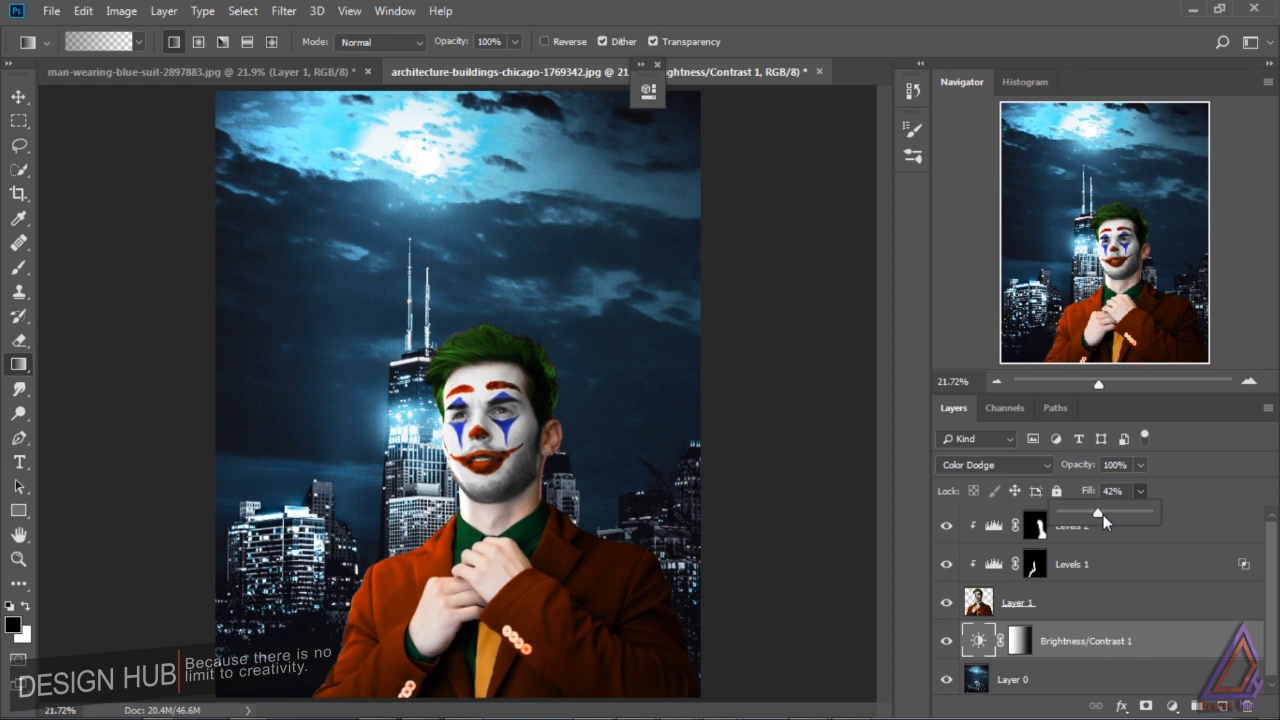 Ps File Edit Image Layer Type Select Filter 3D View Window Help
Mode: Normal Opacity: 100% Reverse Dither Transparency
man-wearing-blue-suit-2897883.jpg @ 21.9% (Layer 1, RGB/8) * × architecture-buildings-chicago-1769342.jpg @ 21 ghtness/Contrast 1, RGB/8) * ×
Navigator Histogram
21.72%
Layers Channels Paths
Kind
Color Dodge Opacity: 100%
Lock: Fill: 42%
Levels 2
Levels 1
Layer 1
Brightness/Contrast 1
Layer 0
DESIGN HUB
Because there is no
limit to creativity.
21.72% Doc: 20.4M/46.6M